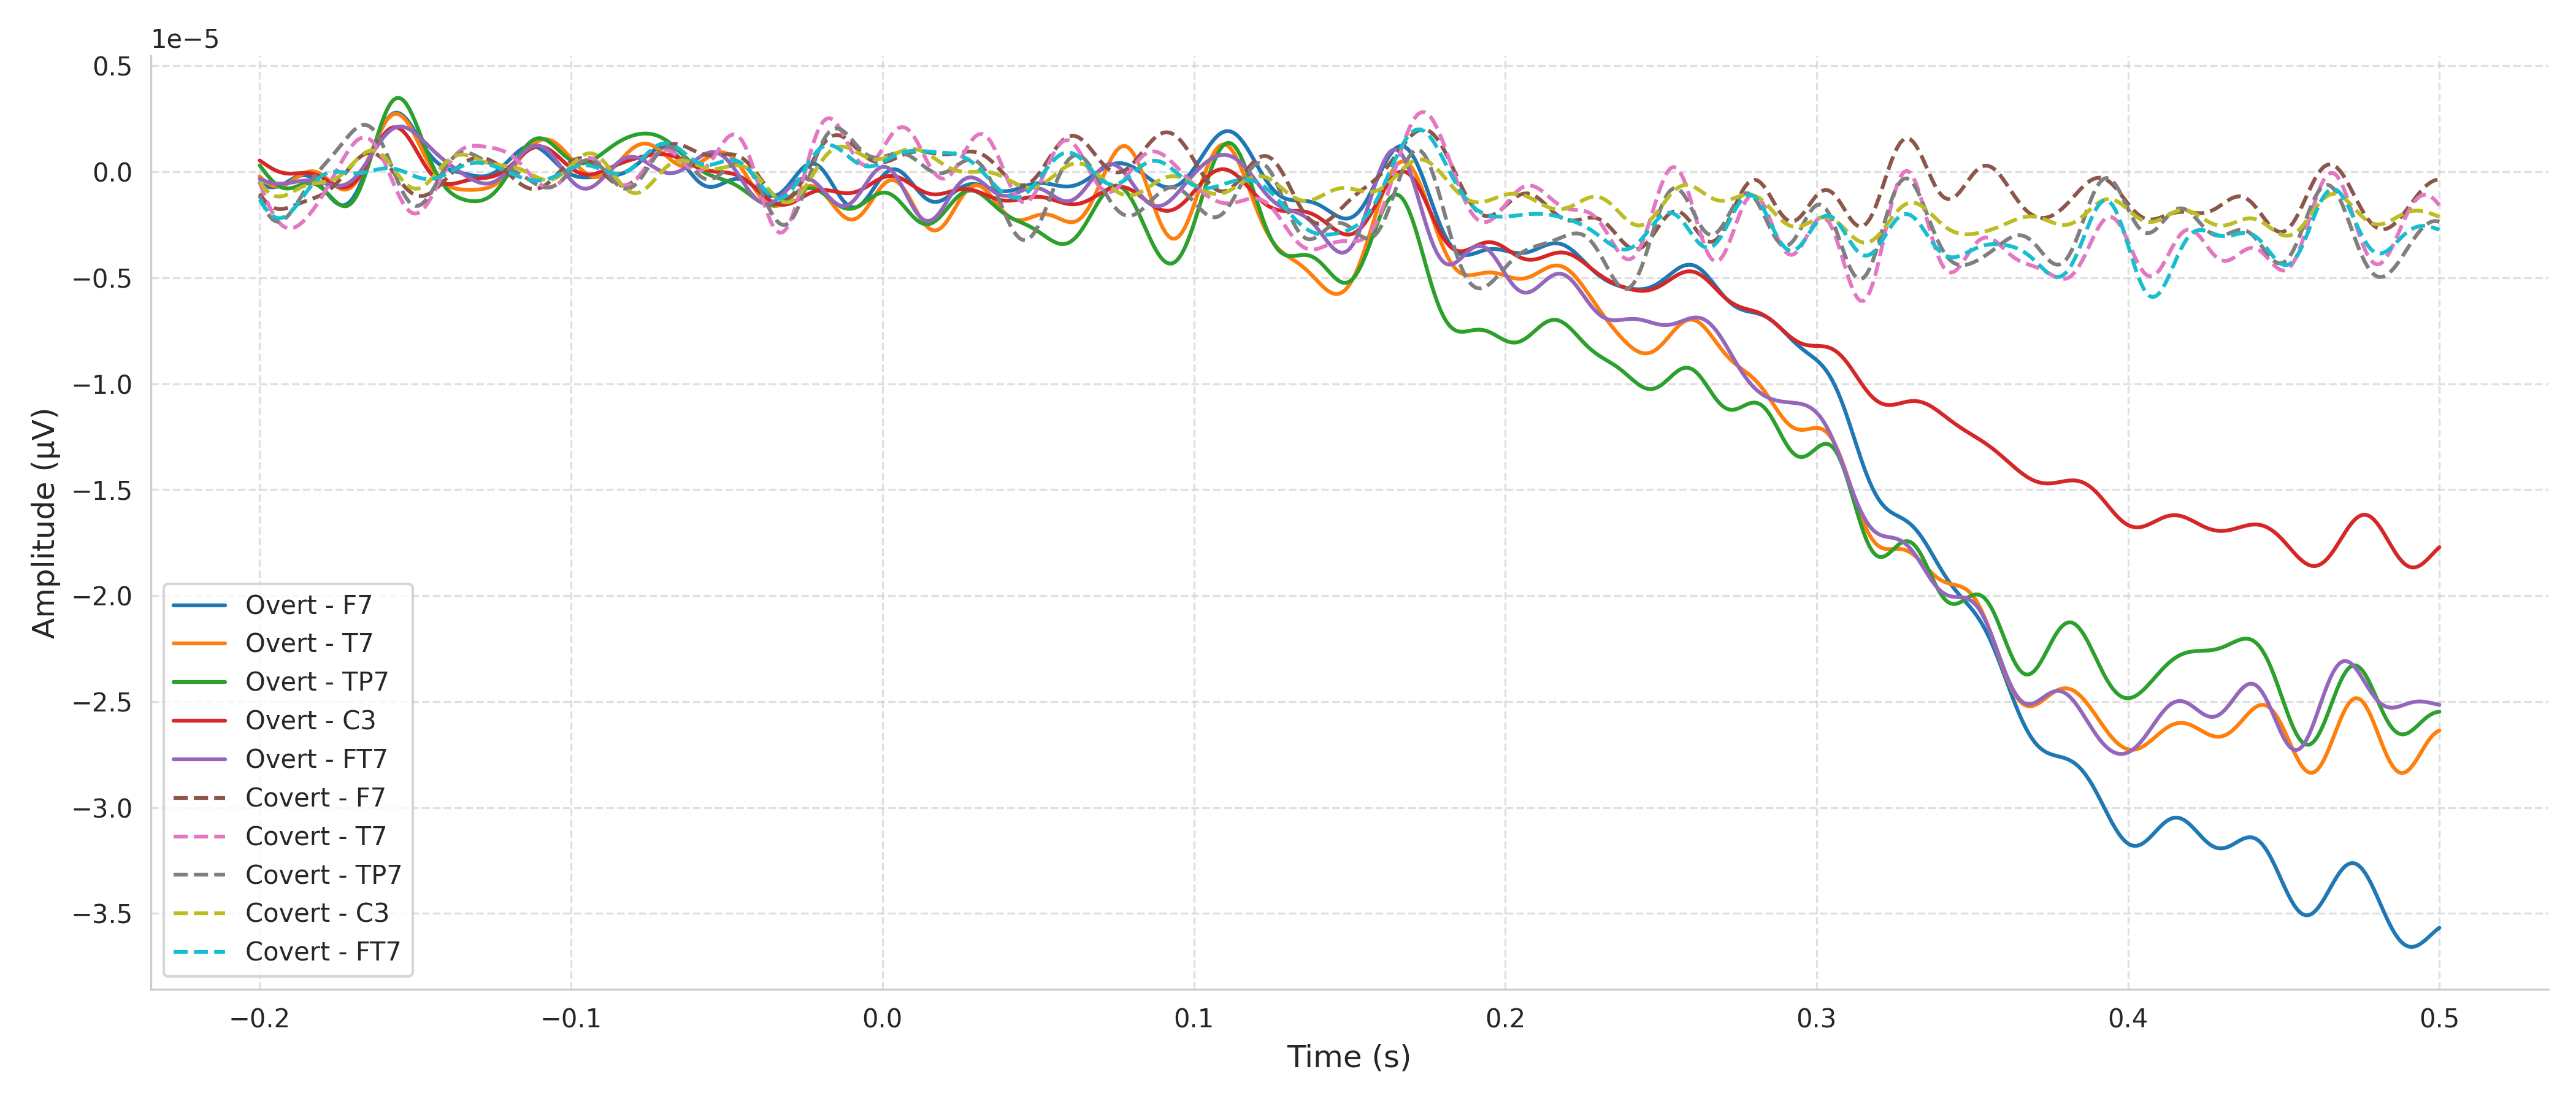 1e−5
0.5
0.0
−0.5
−1.0
−1.5
−2.0
−2.5
−3.0
−3.5
Amplitude (µV)
Overt - F7
Overt - T7
Overt - TP7
Overt - C3
Overt - FT7
Covert - F7
Covert - T7
Covert - TP7
Covert - C3
Covert - FT7
−0.2 −0.1 0.0 0.1 0.2 0.3 0.4 0.5
Time (s)